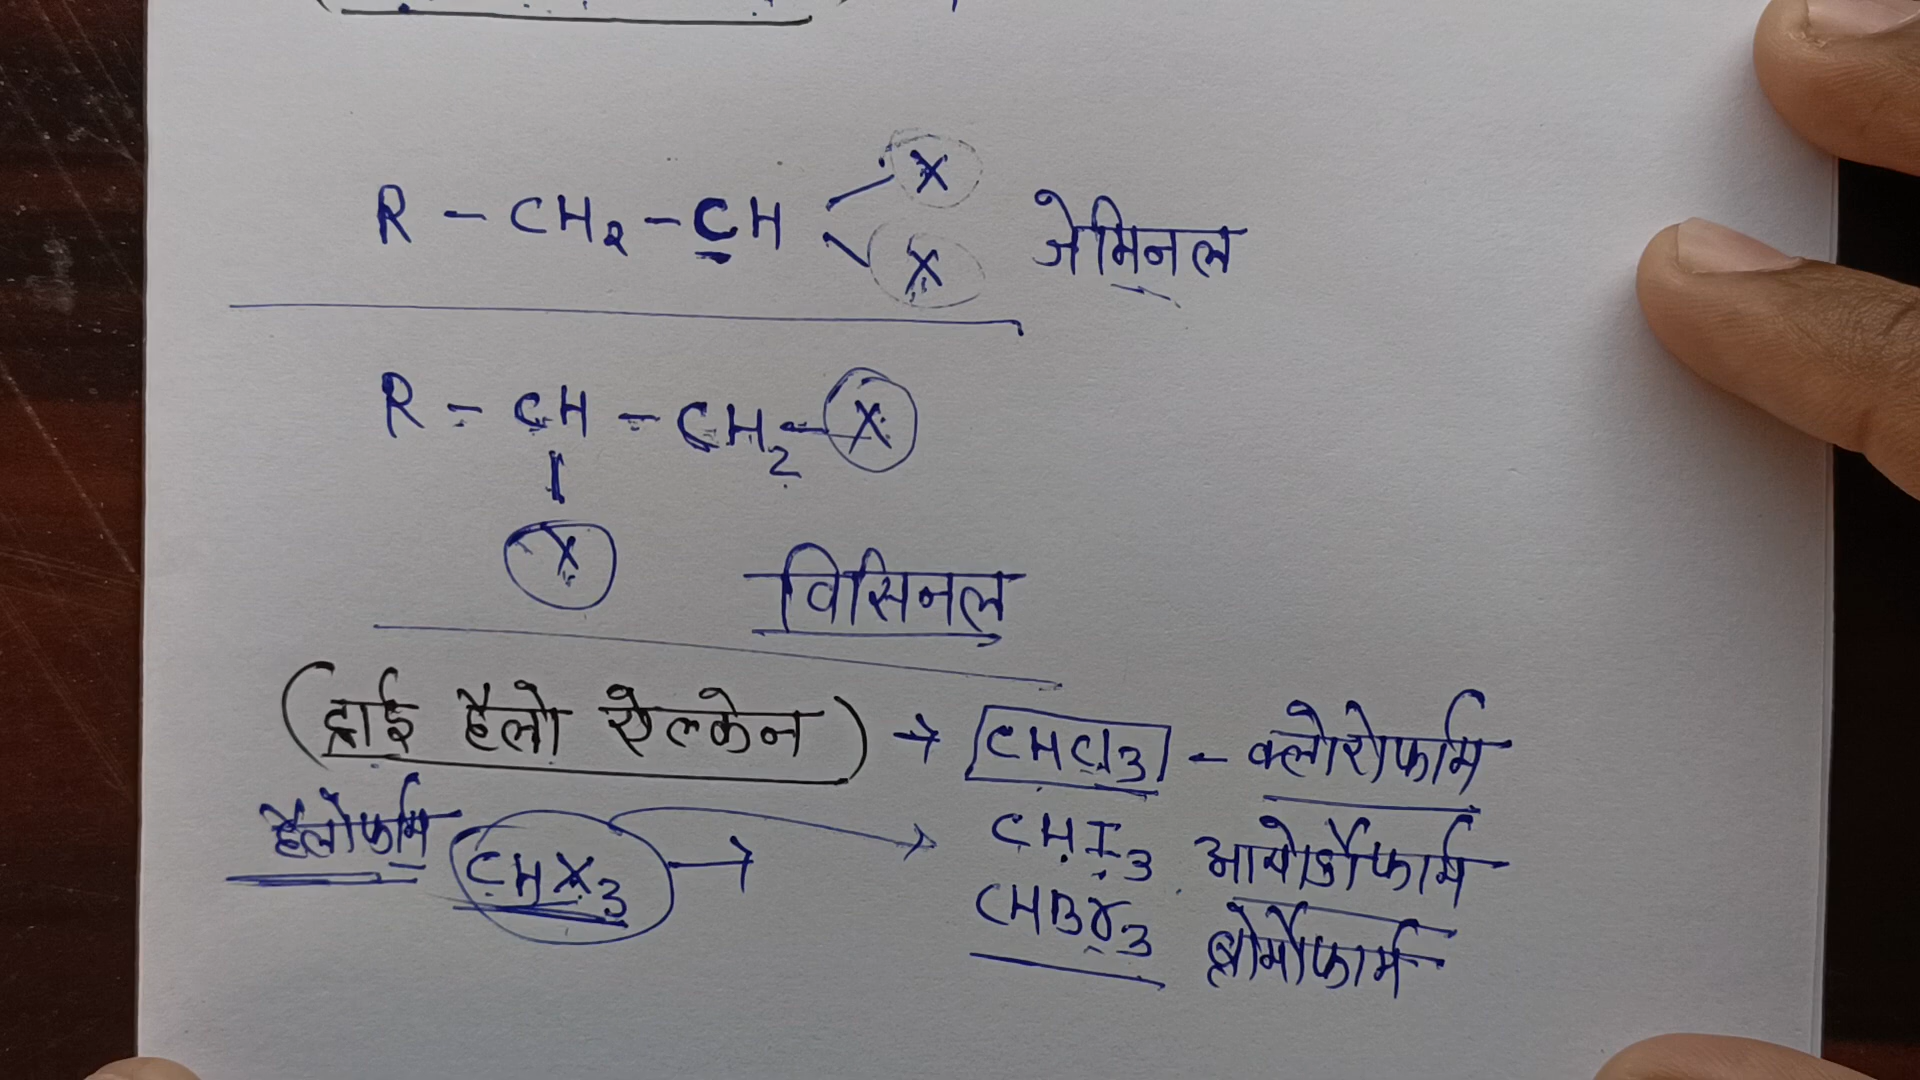 R - CH₂ - CH < X X जेमिनल
R - CH - CH₂ - X
|
X
विसिनल
(ट्राई हैलो ऐल्केन) → CHCl₃ - क्लोरोफार्म
हैलोफार्म CHX₃ → CHI₃ आयोडोफार्म
CHBr₃ ब्रोमोफार्म